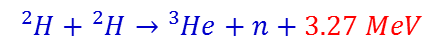 ²H + ²H → ³He + n + 3.27 MeV